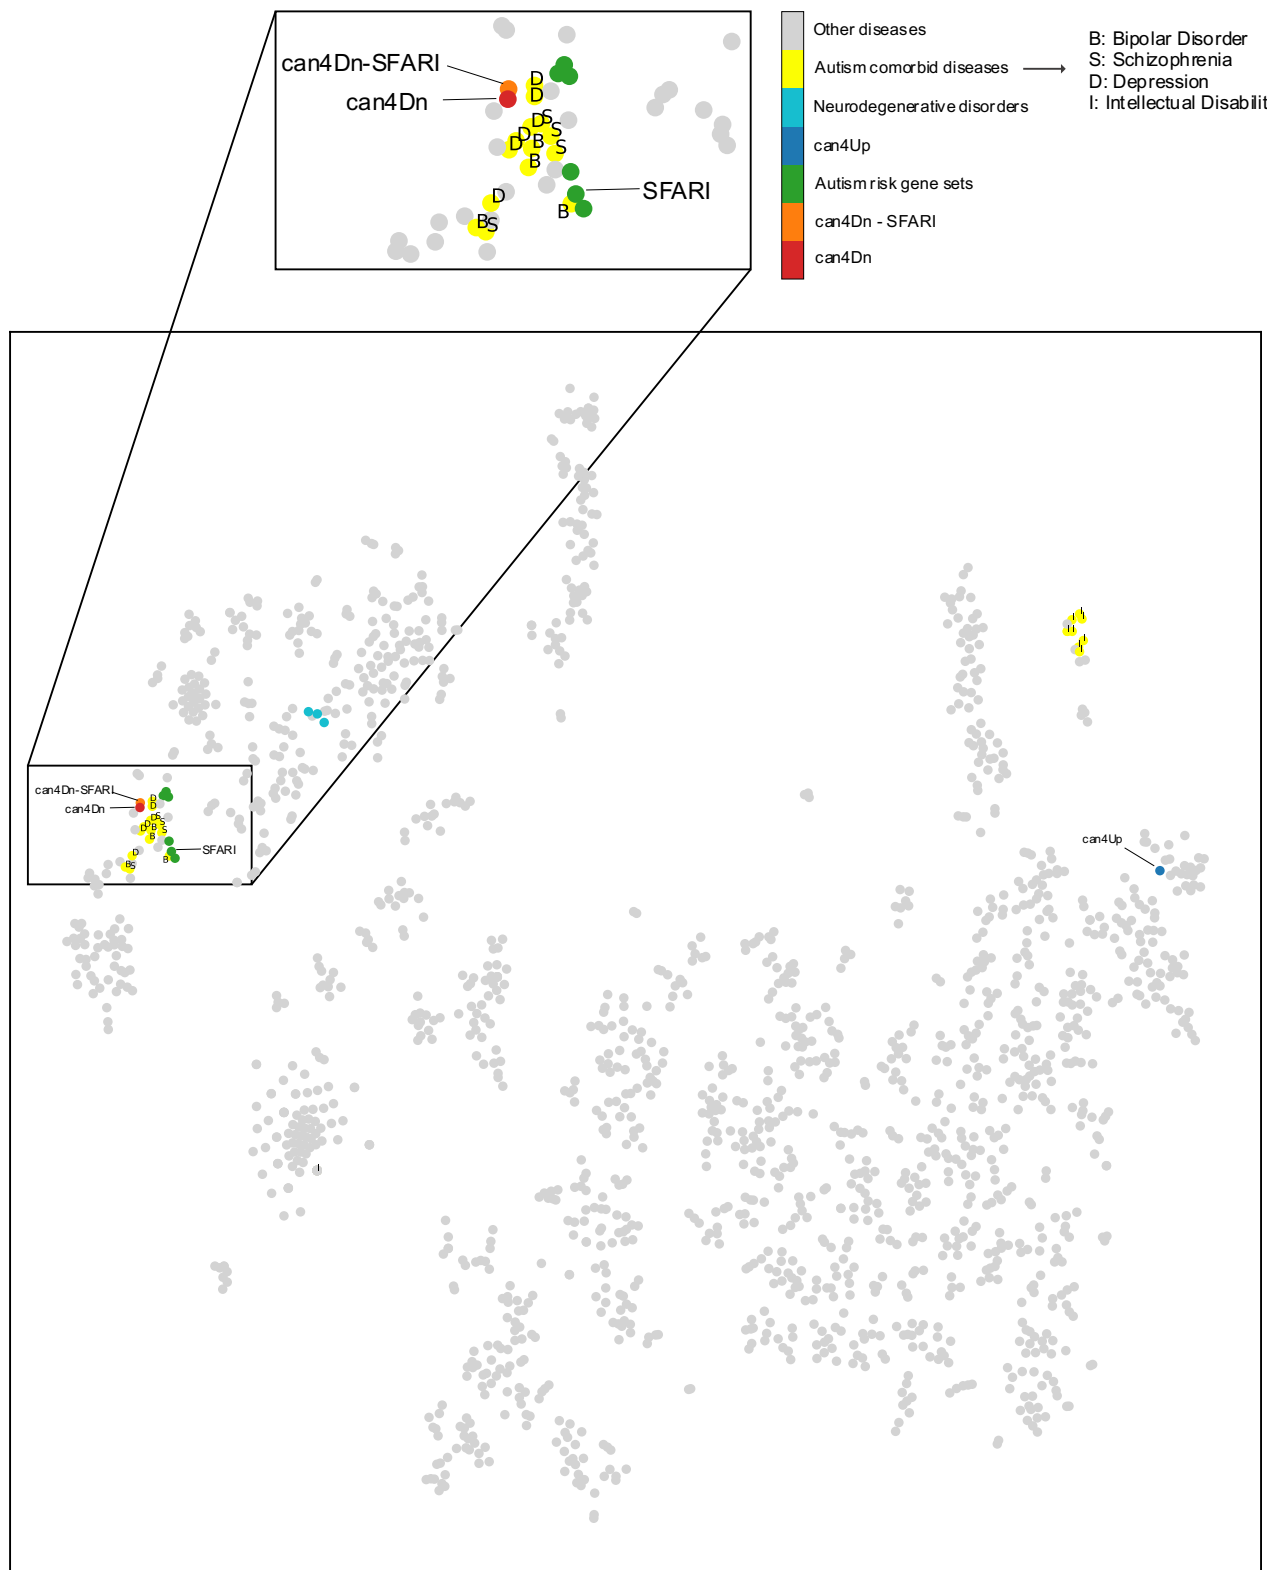 can4Dn-SFARI
can4Dn
D
D
D
S
D
S
D
B
S
B
D
B
B
S
SFARI
Other diseases
Autism comorbid diseases
Neurodegenerative disorders
can4Up
Autism risk gene sets
can4Dn - SFARI
can4Dn
B: Bipolar Disorder
S: Schizophrenia
D: Depression
I: Intellectual Disabilit
I
I
I
I
I
I
I
I
can4Dn-SFARI
can4Dn
D
D
D
S
D
S
D
B
S
B
D
B
B
S
SFARI
can4Up
I